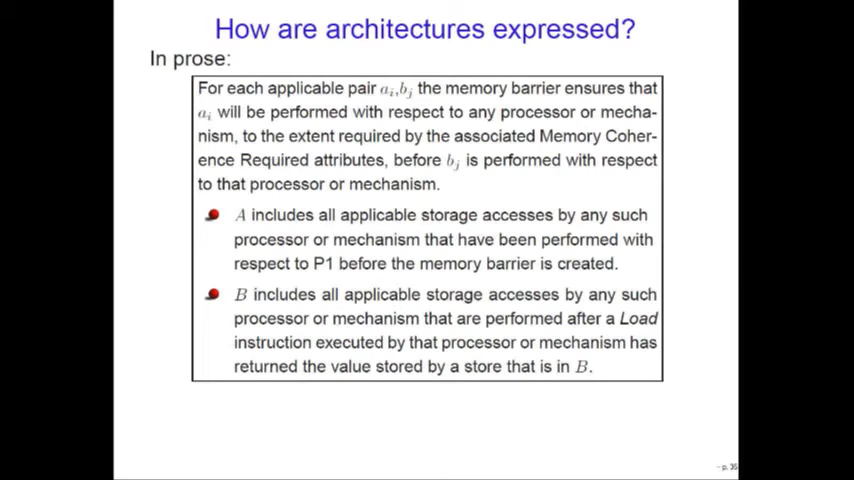 How are architectures expressed?
In prose:
For each applicable pair aᵢ,bⱼ the memory barrier ensures that
aᵢ will be performed with respect to any processor or mecha-
nism, to the extent required by the associated Memory Coher-
ence Required attributes, before bⱼ is performed with respect
to that processor or mechanism.
A includes all applicable storage accesses by any such
processor or mechanism that have been performed with
respect to P1 before the memory barrier is created.
B includes all applicable storage accesses by any such
processor or mechanism that are performed after a Load
instruction executed by that processor or mechanism has
returned the value stored by a store that is in B.
– p. 35